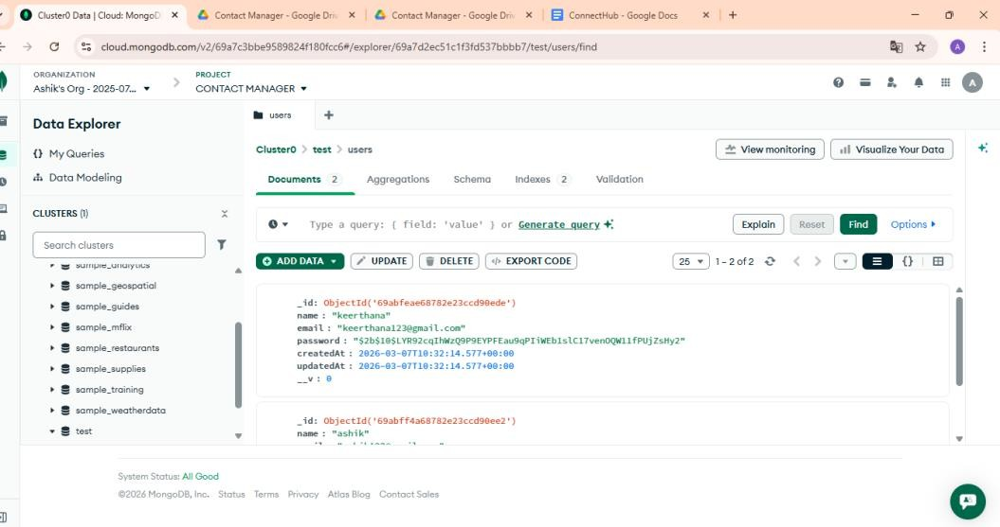 Cluster0 Data | Cloud: MongoD
Contact Manager - Google Driv
Contact Manager - Google Driv
ConnectHub - Google Docs
cloud.mongodb.com/v2/69a7c3bbe9589824f180fcc6#/explorer/69a7d2ec51c1f3fd537bbbb7/test/users/find
A
ORGANIZATION
Ashik's Org - 2025-07...
PROJECT
CONTACT MANAGER
A
Data Explorer
My Queries
Data Modeling
CLUSTERS (1)
Search clusters
sample_analytics
sample_geospatial
sample_guides
sample_mflix
sample_restaurants
sample_supplies
sample_training
sample_weatherdata
test
users
Cluster0 > test > users
View monitoring
Visualize Your Data
Documents 2
Aggregations
Schema
Indexes 2
Validation
Type a query: { field: 'value' } or Generate query
Explain
Reset
Find
Options
ADD DATA
UPDATE
DELETE
EXPORT CODE
25
1 – 2 of 2
{}
_id: ObjectId('69abfeae68782e23ccd90ede')
name : "keerthana"
email : "keerthana123@gmail.com"
password : "$2b$10$LYR92cqIhWzQ9P9EYPFEau9qPIiWEb1slC17venOQW1IfPUjZsHy2"
createdAt : 2026-03-07T10:32:14.577+00:00
updatedAt : 2026-03-07T10:32:14.577+00:00
__v : 0
_id: ObjectId('69abff4a68782e23ccd90ee2')
name : "ashik"
System Status: All Good
©2026 MongoDB, Inc. Status Terms Privacy Atlas Blog Contact Sales